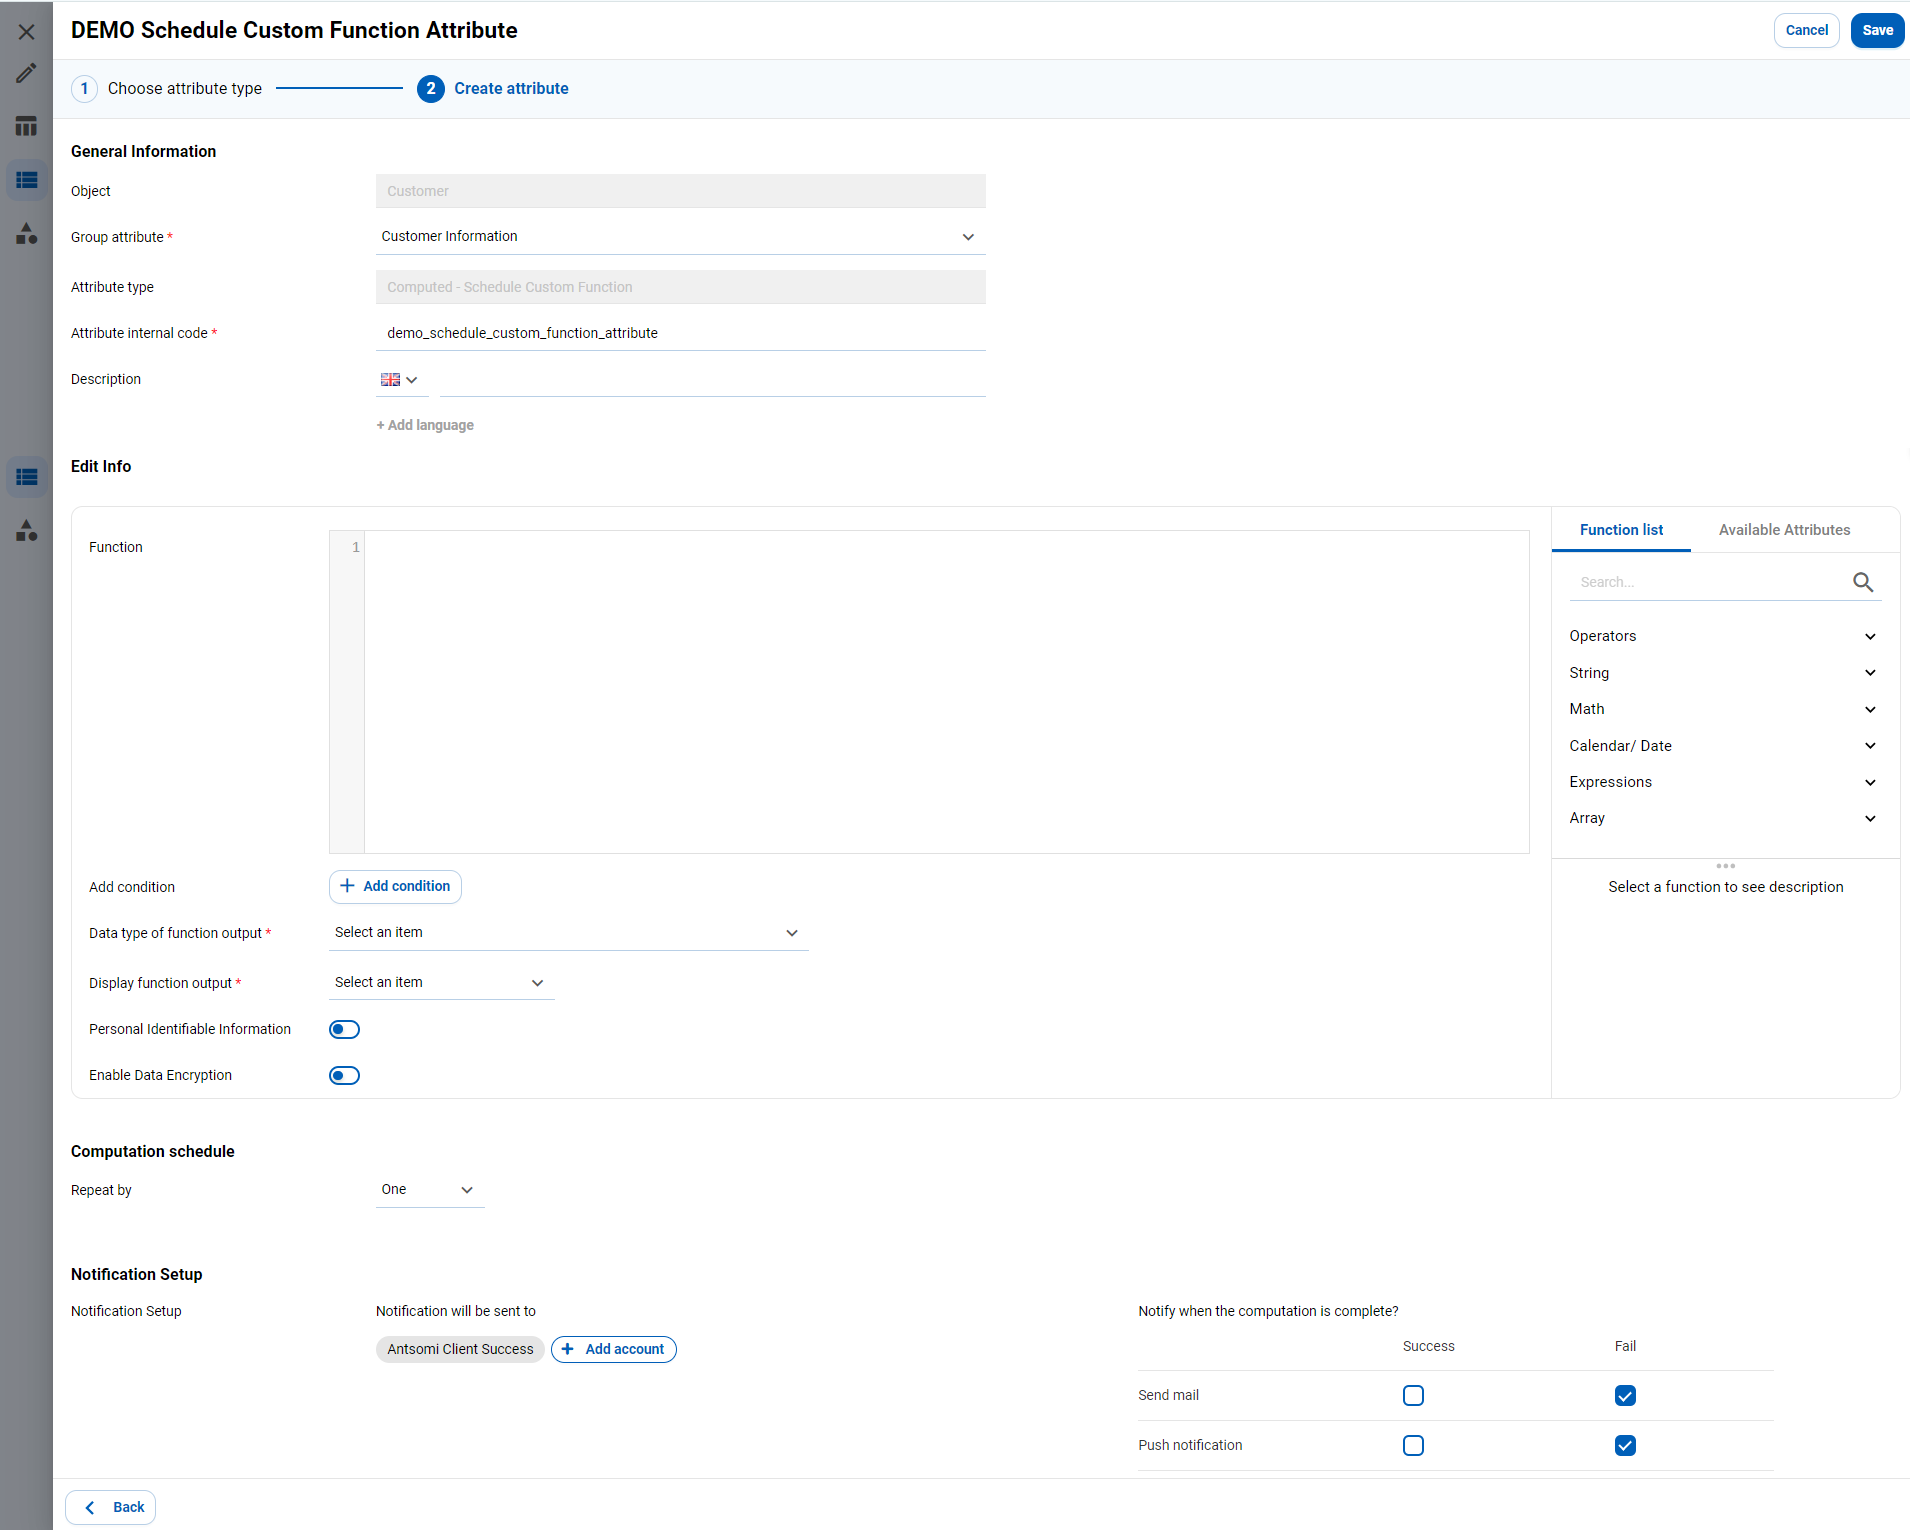 DEMO Schedule Custom Function Attribute
Cancel
Save
1 Choose attribute type
2 Create attribute
General Information
Object
Customer
Group attribute *
Customer Information
Attribute type
Computed - Schedule Custom Function
Attribute internal code *
demo_schedule_custom_function_attribute
Description
+ Add language
Edit Info
Function
1
Function list
Available Attributes
Search...
Operators
String
Math
Calendar/ Date
Expressions
Array
Select a function to see description
Add condition
+ Add condition
Data type of function output *
Select an item
Display function output *
Select an item
Personal Identifiable Information
Enable Data Encryption
Computation schedule
Repeat by
One
Notification Setup
Notification Setup
Notification will be sent to
Antsomi Client Success
+ Add account
Notify when the computation is complete?
Success
Fail
Send mail
Push notification
Back